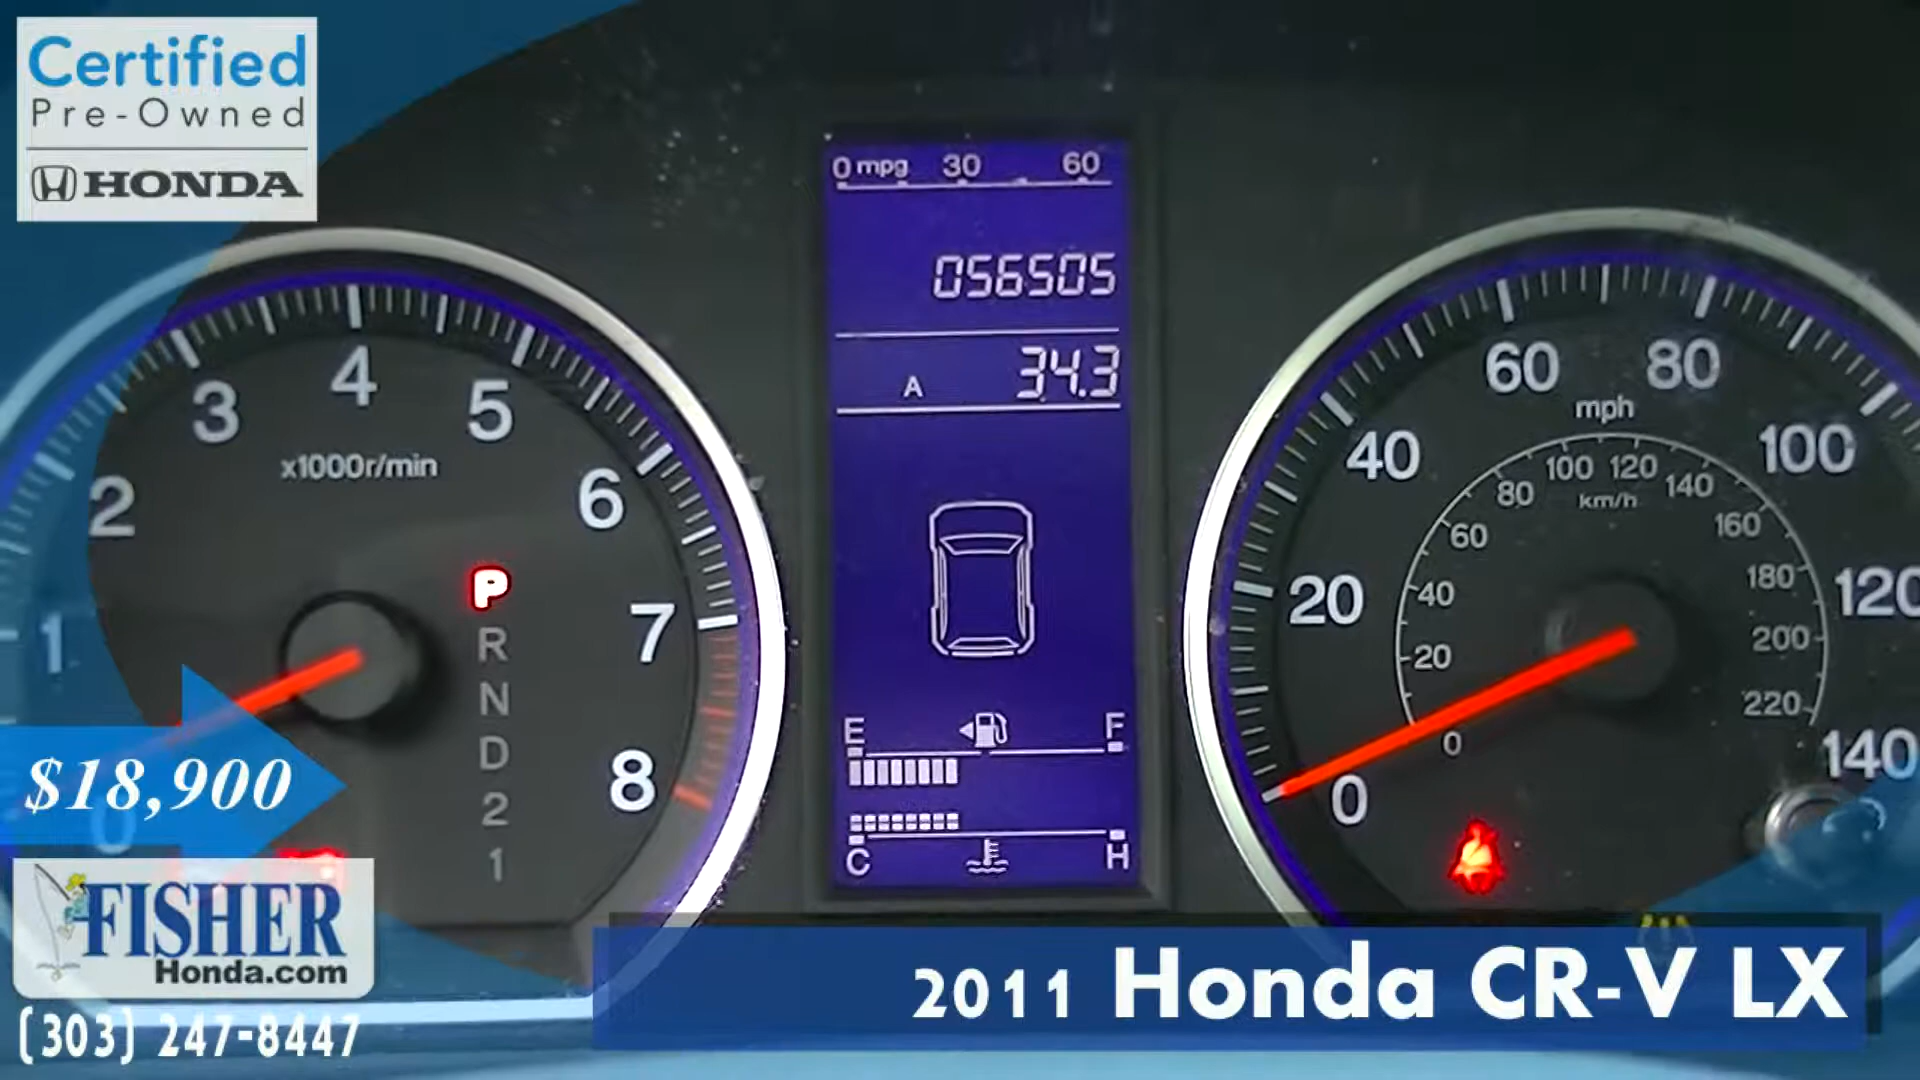 Certified
Pre-Owned
HONDA
0 mpg 30 60
056505
A 34.3
E F
C H
0 1 2 3 4 5 6 7 8
x1000r/min
P
R
N
D
2
1
0 20 40 60 80 100 120 140
mph
0 20 40 60 80 100 120 140 160 180 200 220
km/h
$18,900
FISHER
Honda.com
(303) 247-8447
2011 Honda CR-V LX